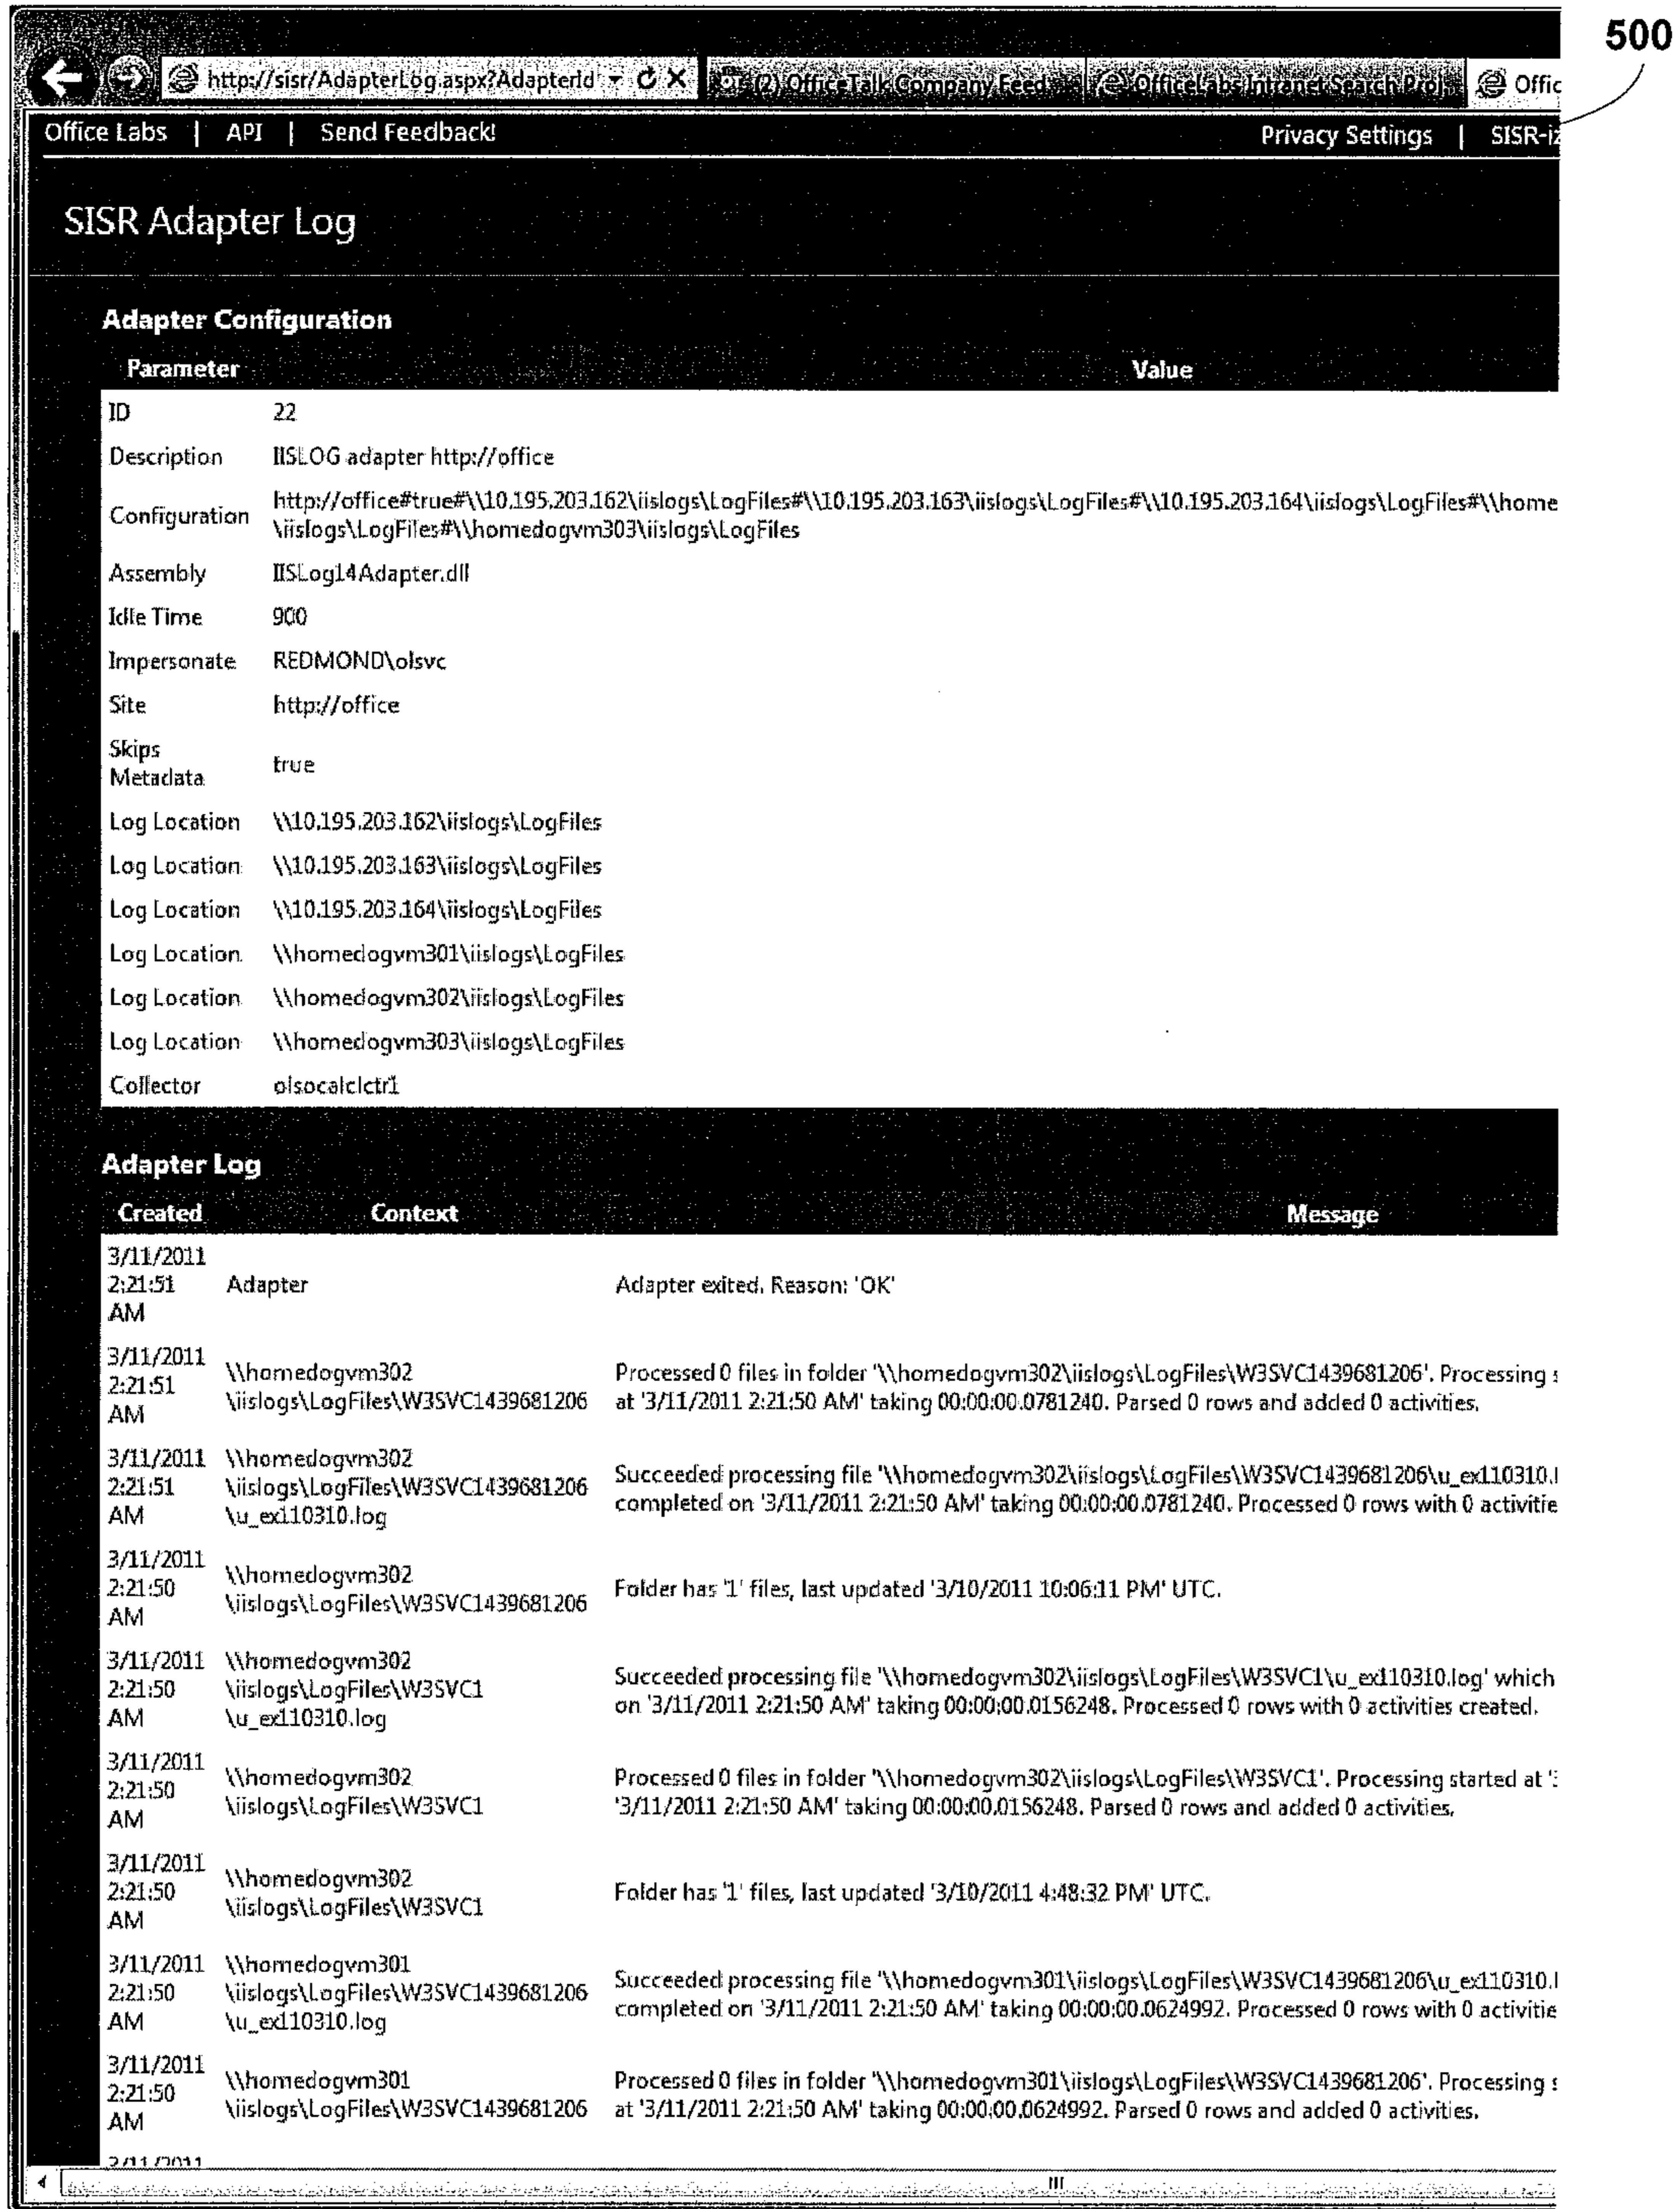 500
http://sisr/AdapterLog.aspx?AdapterId
(2) OfficeTalk Company Feed
OfficeLabs Intranet Search Proj
Offic
Office Labs | API | Send Feedback!
Privacy Settings | SISR-iz
SISR Adapter Log
Adapter Configuration
Parameter Value
ID 22
Description IISLOG adapter http://office
Configuration http://office#true#\\10.195.203.162\iislogs\LogFiles#\\10.195.203.163\iislogs\LogFiles#\\10.195.203.164\iislogs\LogFiles#\\home
\iislogs\LogFiles#\\homedogvm303\iislogs\LogFiles
Assembly IISLog14Adapter.dll
Idle Time 900
Impersonate REDMOND\olsvc
Site http://office
Skips
Metadata true
Log Location \\10.195.203.162\iislogs\LogFiles
Log Location \\10.195.203.163\iislogs\LogFiles
Log Location \\10.195.203.164\iislogs\LogFiles
Log Location \\homedogvm301\iislogs\LogFiles
Log Location \\homedogvm302\iislogs\LogFiles
Log Location \\homedogvm303\iislogs\LogFiles
Collector olsocalclctr1
Adapter Log
Created Context Message
3/11/2011
2:21:51 Adapter Adapter exited. Reason: 'OK'
AM
3/11/2011
2:21:51
AM
\\homedogvm302
\iislogs\LogFiles\W3SVC1439681206
Processed 0 files in folder '\\homedogvm302\iislogs\LogFiles\W3SVC1439681206'. Processing s
at '3/11/2011 2:21:50 AM' taking 00:00:00.0781240. Parsed 0 rows and added 0 activities.
3/11/2011
2:21:51
AM
\\homedogvm302
\iislogs\LogFiles\W3SVC1439681206
\u_ex110310.log
Succeeded processing file '\\homedogvm302\iislogs\LogFiles\W3SVC1439681206\u_ex110310.l
completed on '3/11/2011 2:21:50 AM' taking 00:00:00.0781240. Processed 0 rows with 0 activitie
3/11/2011
2:21:50
AM
\\homedogvm302
\iislogs\LogFiles\W3SVC1439681206
Folder has '1' files, last updated '3/10/2011 10:06:11 PM' UTC.
3/11/2011
2:21:50
AM
\\homedogvm302
\iislogs\LogFiles\W3SVC1
\u_ex110310.log
Succeeded processing file '\\homedogvm302\iislogs\LogFiles\W3SVC1\u_ex110310.log' which
on '3/11/2011 2:21:50 AM' taking 00:00:00.0156248. Processed 0 rows with 0 activities created.
3/11/2011
2:21:50
AM
\\homedogvm302
\iislogs\LogFiles\W3SVC1
Processed 0 files in folder '\\homedogvm302\iislogs\LogFiles\W3SVC1'. Processing started at '3
'3/11/2011 2:21:50 AM' taking 00:00:00.0156248. Parsed 0 rows and added 0 activities.
3/11/2011
2:21:50
AM
\\homedogvm302
\iislogs\LogFiles\W3SVC1
Folder has '1' files, last updated '3/10/2011 4:48:32 PM' UTC.
3/11/2011
2:21:50
AM
\\homedogvm301
\iislogs\LogFiles\W3SVC1439681206
\u_ex110310.log
Succeeded processing file '\\homedogvm301\iislogs\LogFiles\W3SVC1439681206\u_ex110310.l
completed on '3/11/2011 2:21:50 AM' taking 00:00:00.0624992. Processed 0 rows with 0 activitie
3/11/2011
2:21:50
AM
\\homedogvm301
\iislogs\LogFiles\W3SVC1439681206
Processed 0 files in folder '\\homedogvm301\iislogs\LogFiles\W3SVC1439681206'. Processing s
at '3/11/2011 2:21:50 AM' taking 00:00:00.0624992. Parsed 0 rows and added 0 activities.
3/11/2011